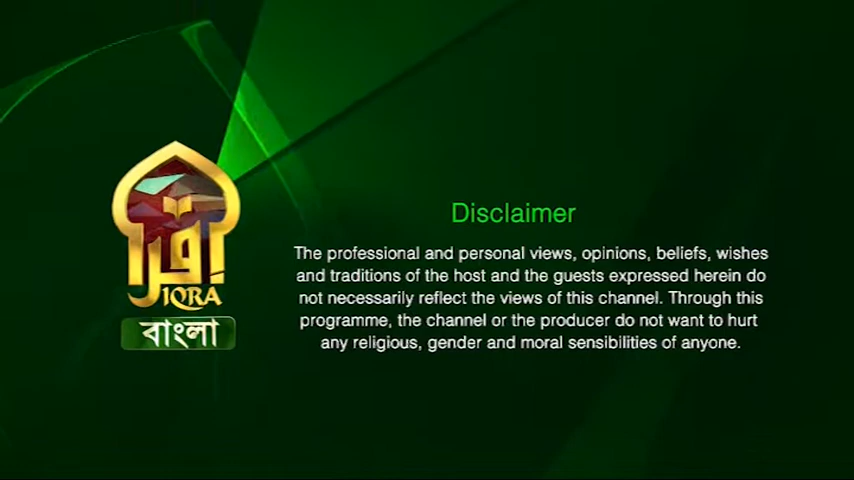 اقرأ
IQRA
বাংলা
Disclaimer
The professional and personal views, opinions, beliefs, wishes
and traditions of the host and the guests expressed herein do
not necessarily reflect the views of this channel. Through this
programme, the channel or the producer do not want to hurt
any religious, gender and moral sensibilities of anyone.